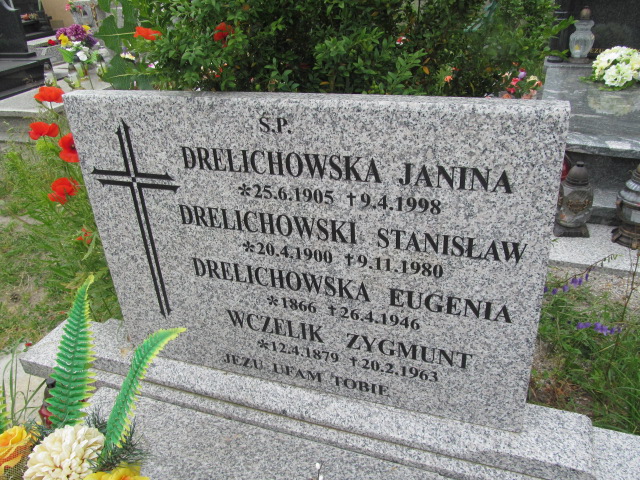 Ś.P.
DRELICHOWSKA JANINA
*25.6.1905 †9.4.1998
DRELICHOWSKI STANISŁAW
*20.4.1900 †9.11.1980
DRELICHOWSKA EUGENIA
*1866 †26.4.1946
WCZELIK ZYGMUNT
*12.4.1879 †20.2.1963
JEZU UFAM TOBIE